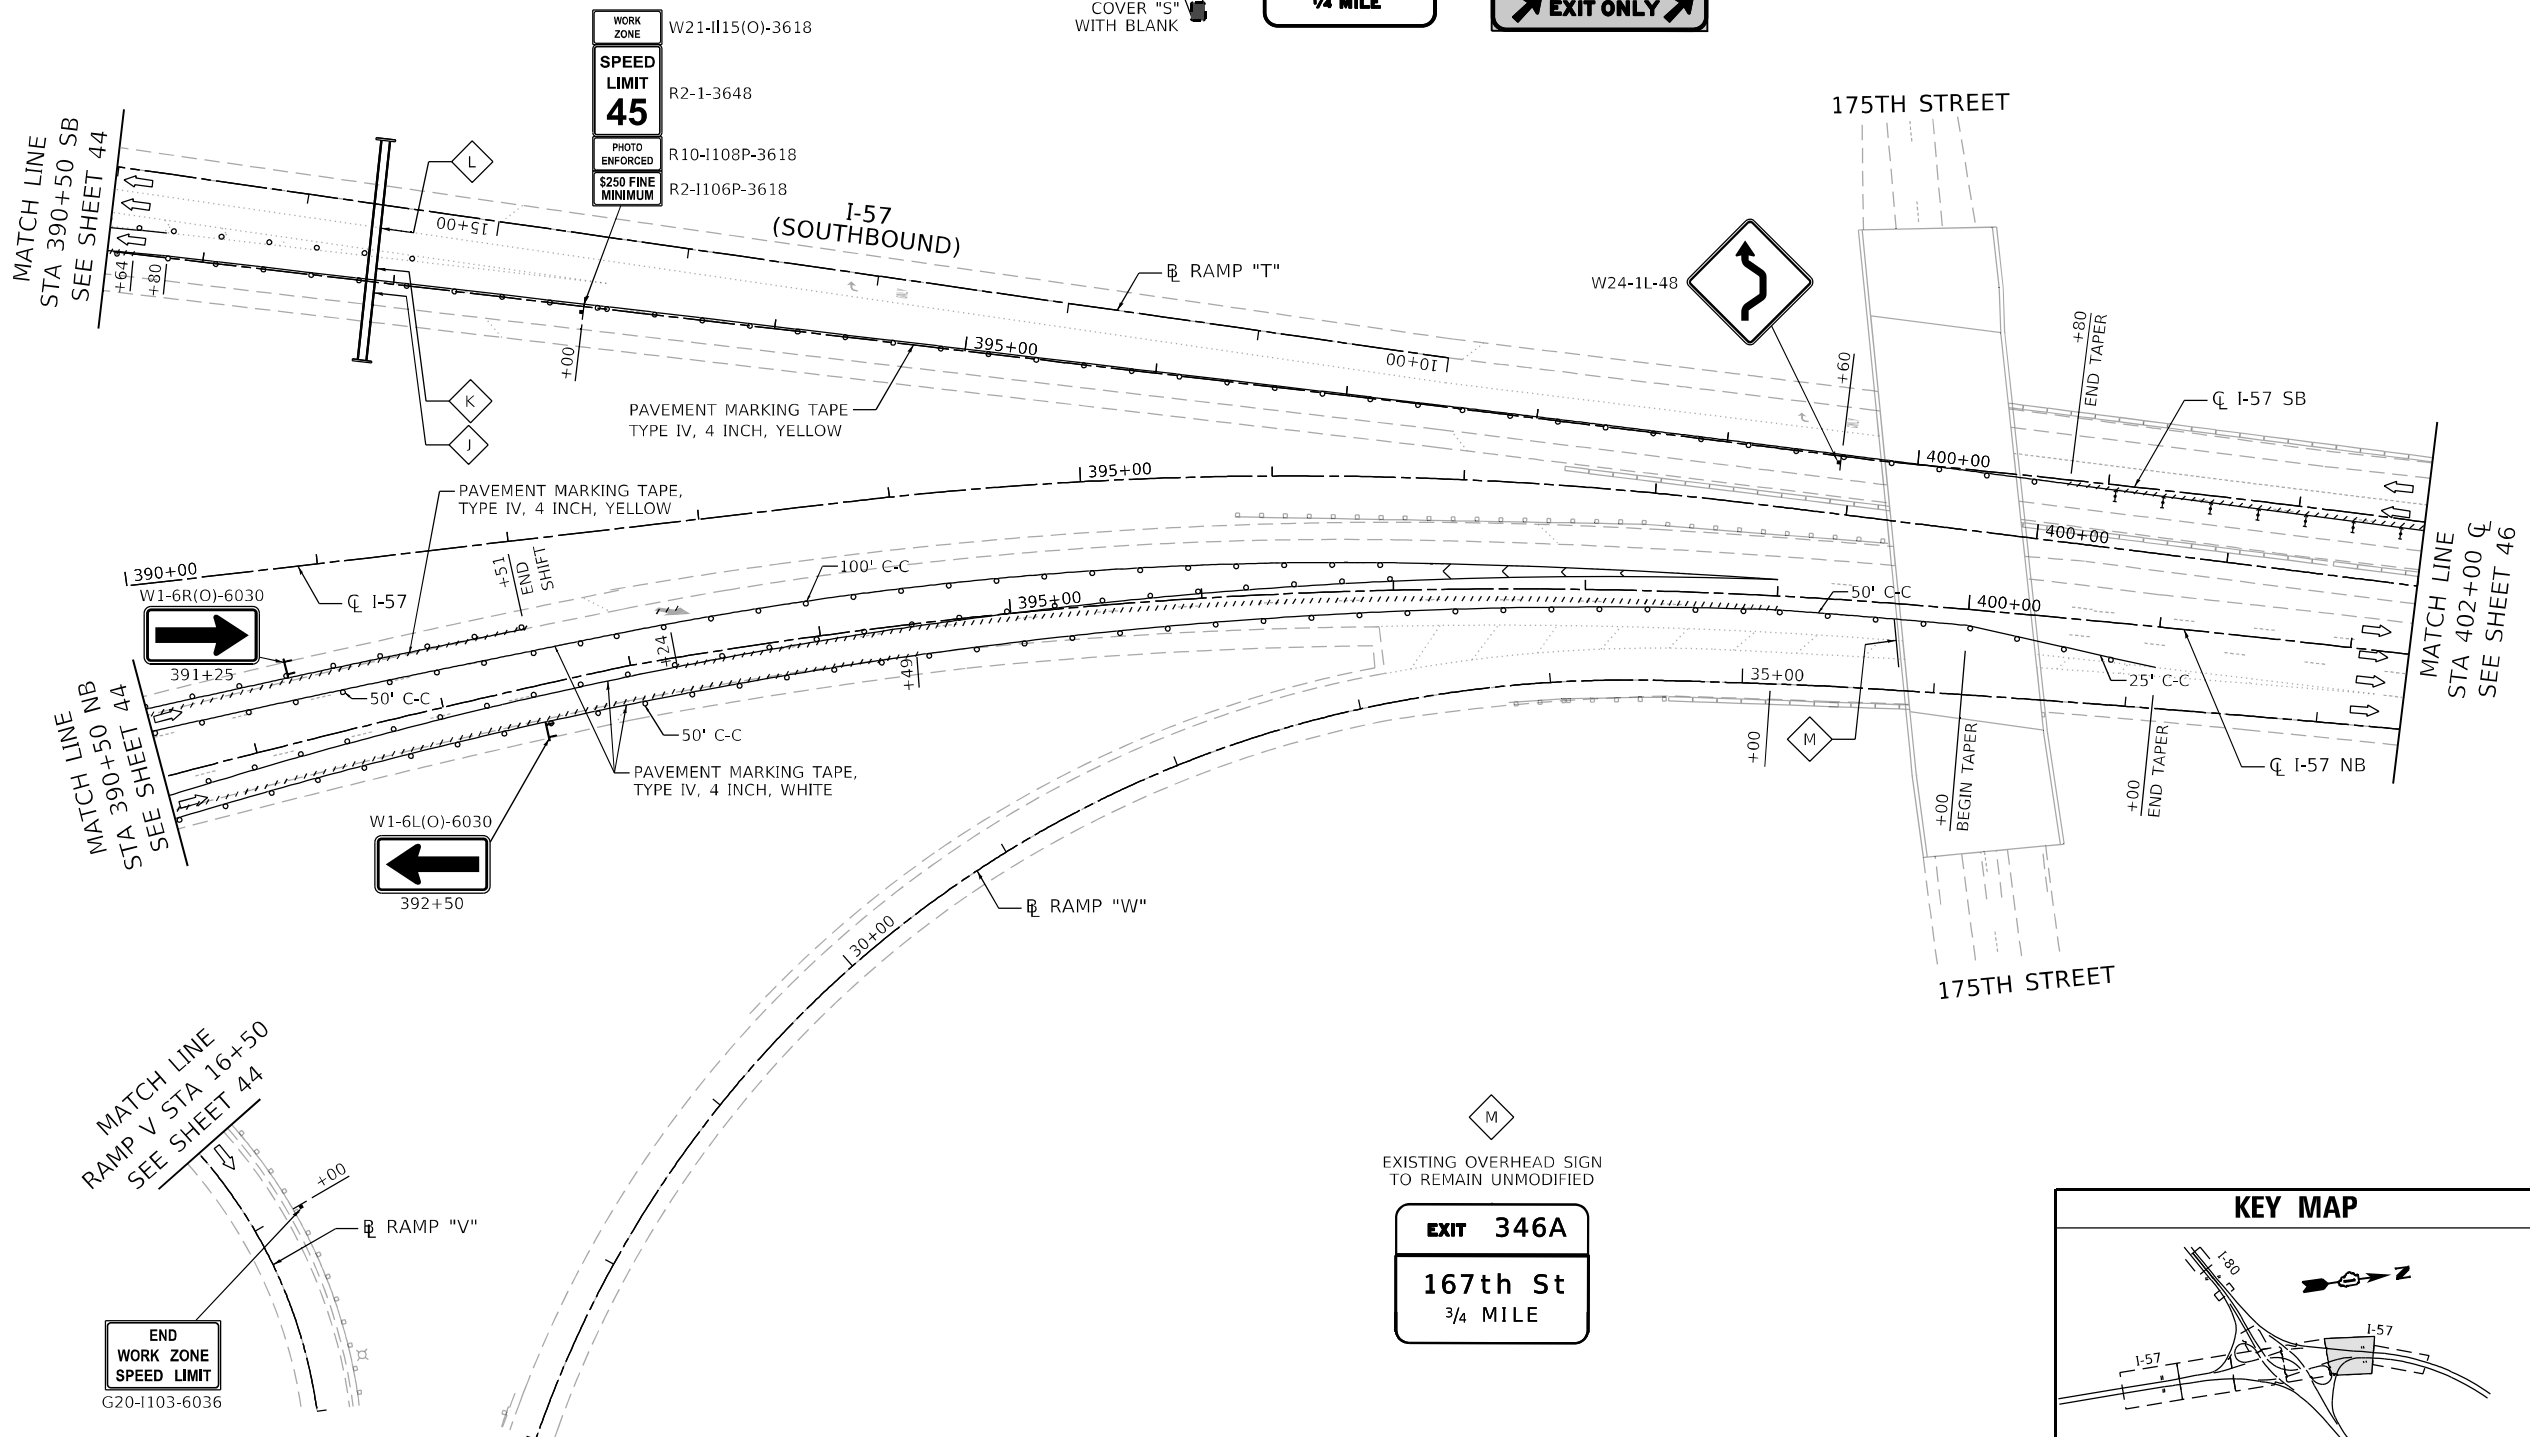 COVER "S"
WITH BLANK
1/4 MILE
EXIT ONLY
WORK
ZONE
W21-I115(O)-3618
SPEED
LIMIT
45
R2-1-3648
PHOTO
ENFORCED
R10-I108P-3618
$250 FINE
MINIMUM
R2-I106P-3618
175TH STREET
MATCH LINE
STA 390+50 SB
SEE SHEET 44
L
15+00
I-57
(SOUTHBOUND)
℄ RAMP "T"
W24-1L-48
+64
+80
+00
395+00
10+00
+60
+80
END TAPER
K
J
PAVEMENT MARKING TAPE
TYPE IV, 4 INCH, YELLOW
℄ I-57 SB
400+00
395+00
PAVEMENT MARKING TAPE,
TYPE IV, 4 INCH, YELLOW
400+00
MATCH LINE
STA 402+00 ℄
SEE SHEET 46
390+00
+51
END
SHIFT
100' C-C
W1-6R(O)-6030
℄ I-57
395+00
50' C-C
400+00
391+25
+24
+49
50' C-C
35+00
25' C-C
MATCH LINE
STA 390+50 NB
SEE SHEET 44
50' C-C
+00
M
℄ I-57 NB
PAVEMENT MARKING TAPE,
TYPE IV, 4 INCH, WHITE
+00
BEGIN TAPER
+00
END TAPER
W1-6L(O)-6030
392+50
℄ RAMP "W"
30+00
175TH STREET
MATCH LINE
RAMP V STA 16+50
SEE SHEET 44
+00
℄ RAMP "V"
END
WORK ZONE
SPEED LIMIT
G20-I103-6036
M
EXISTING OVERHEAD SIGN
TO REMAIN UNMODIFIED
EXIT 346A
167th St
3/4 MILE
KEY MAP
I-80
N
I-57
I-57